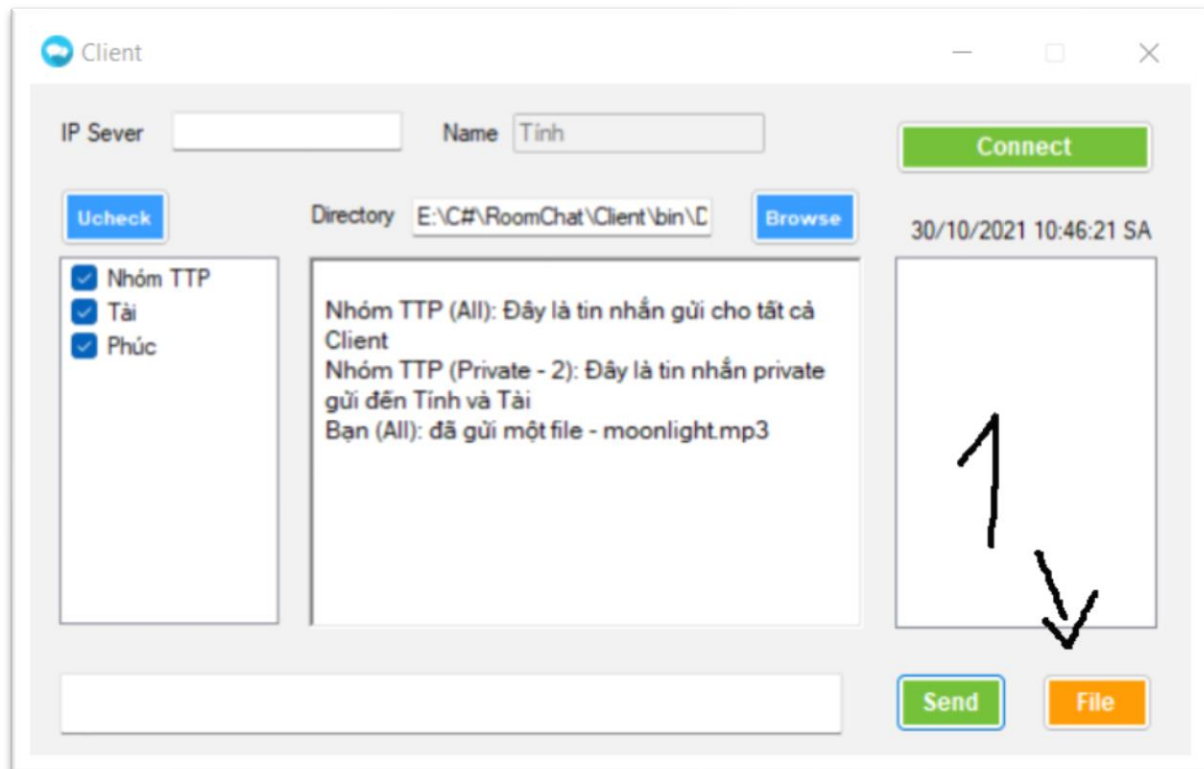 Client
IP Sever
Name Tính
Connect
Ucheck
Directory E:\C#\RoomChat\Client\bin\D
Browse
30/10/2021 10:46:21 SA
Nhóm TTP
Tài
Phúc
Nhóm TTP (All): Đây là tin nhắn gửi cho tất cả
Client
Nhóm TTP (Private - 2): Đây là tin nhắn private
gửi đến Tính và Tài
Bạn (All): đã gửi một file - moonlight.mp3
1
Send
File